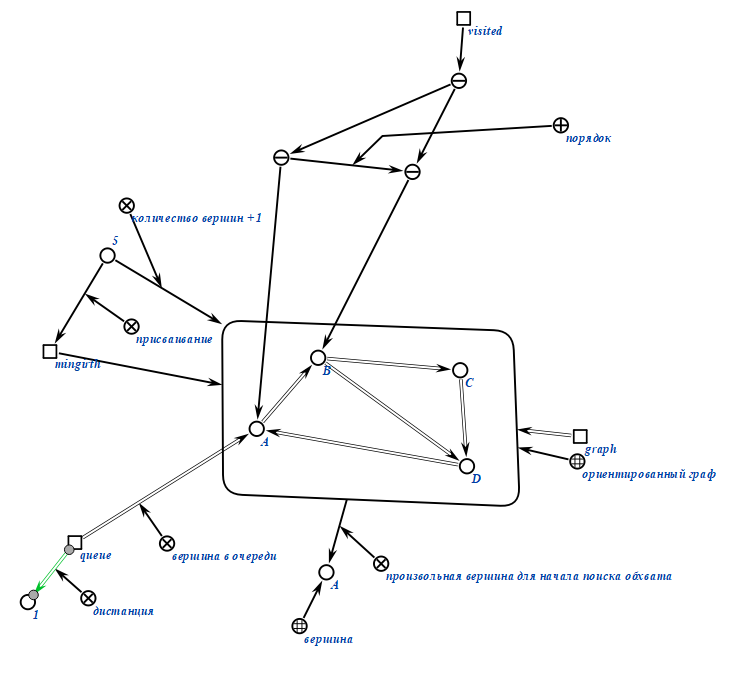 visited
порядок
количество вершин +1
5
присваивание
minguth
B
C
A
graph
D
ориентированный граф
queue
вершина в очереди
произвольная вершина для начала поиска обхвата
A
дистанция
1
вершина